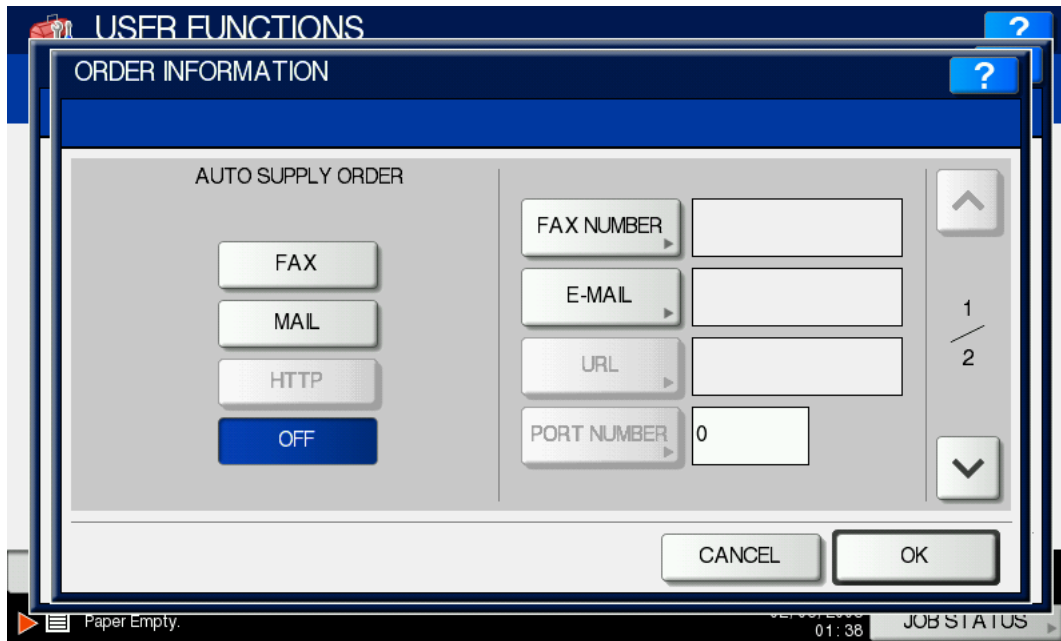 USER FUNCTIONS
?
ORDER INFORMATION
?
AUTO SUPPLY ORDER
FAX
MAIL
HTTP
OFF
FAX NUMBER
E-MAIL
URL
PORT NUMBER
0
1
2
CANCEL
OK
Paper Empty.
01:38
JOB STATUS